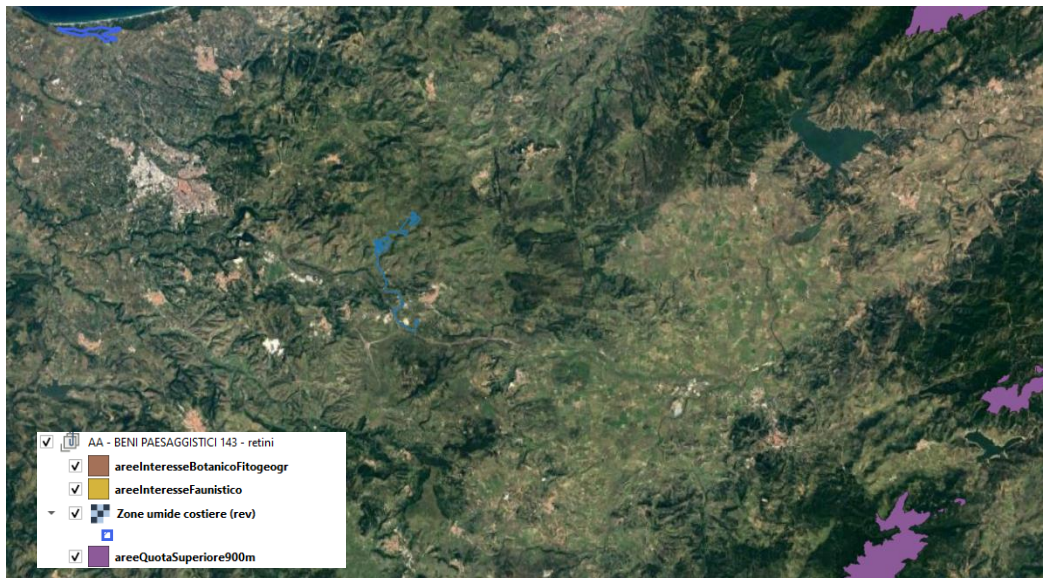 AA - BENI PAESAGGISTICI 143 - retini
areeInteresseBotanicoFitogeogr
areeInteresseFaunistico
Zone umide costiere (rev)
areeQuotaSuperiore900m